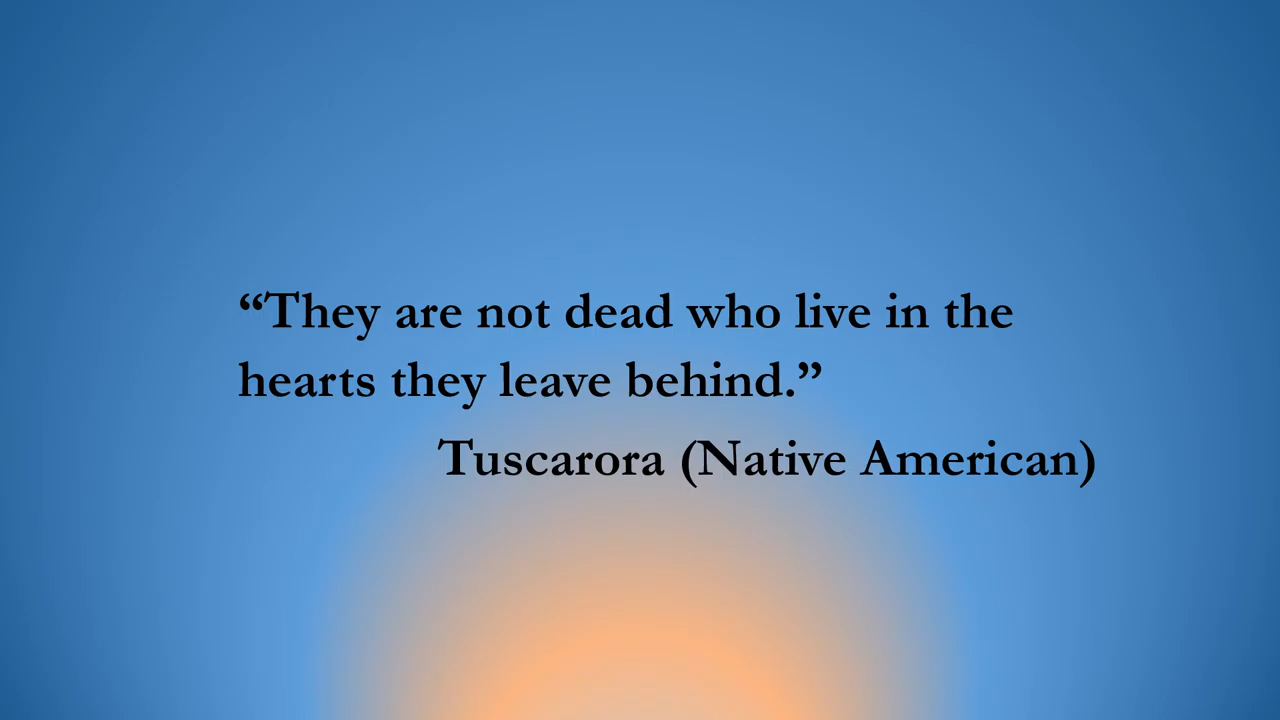 “They are not dead who live in the
hearts they leave behind.”
Tuscarora (Native American)